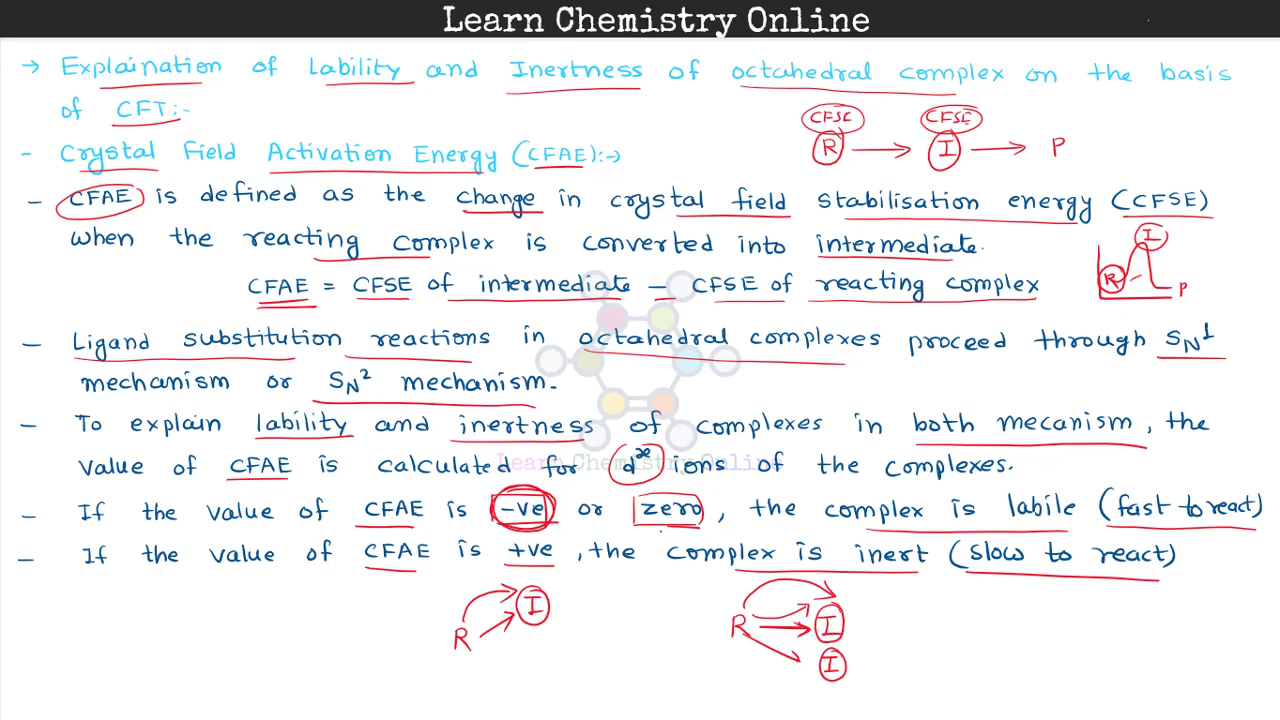 Learn Chemistry Online
→ Explaination of Lability and Inertness of octahedral complex on the basis
of CFT:-
CFSE CFSE
R → I → P
- Crystal Field Activation Energy (CFAE):→
- CFAE is defined as the change in crystal field stabilisation energy (CFSE)
when the reacting complex is converted into intermediate.
I
R P
CFAE = CFSE of intermediate - CFSE of reacting complex
- Ligand substitution reactions in octahedral complexes proceed through SN¹
mechanism or SN² mechanism.
- To explain lability and inertness of complexes in both mecanism, the
value of CFAE is calculated for dˣ ions of the complexes.
Learn Chemistry Online
- If the value of CFAE is -ve or zero, the complex is labile (fast to react)
- If the value of CFAE is +ve, the complex is inert (slow to react)
R I
R I
I